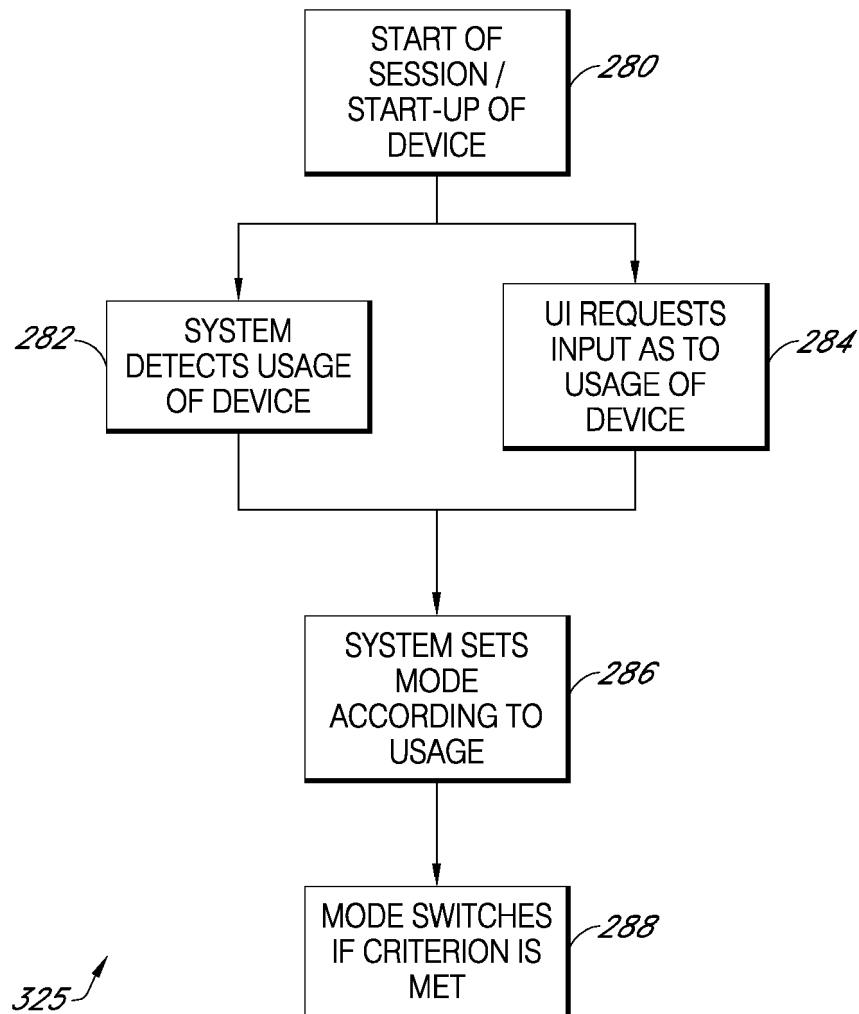 START OF
SESSION /
START-UP OF
DEVICE
280
SYSTEM
DETECTS USAGE
OF DEVICE
282
UI REQUESTS
INPUT AS TO
USAGE OF
DEVICE
284
SYSTEM SETS
MODE
ACCORDING TO
USAGE
286
MODE SWITCHES
IF CRITERION IS
MET
288
325